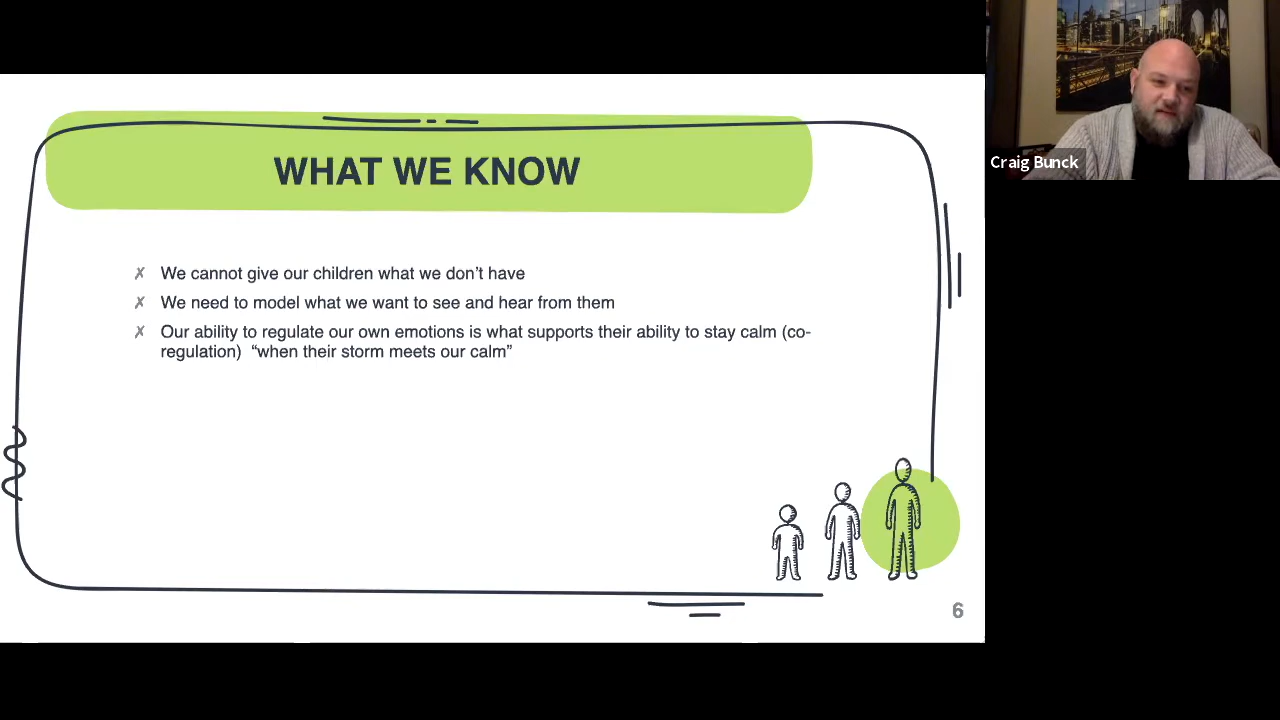 WHAT WE KNOW
✗ We cannot give our children what we don’t have
✗ We need to model what we want to see and hear from them
✗ Our ability to regulate our own emotions is what supports their ability to stay calm (co-
regulation)  “when their storm meets our calm”
6
Craig Bunck